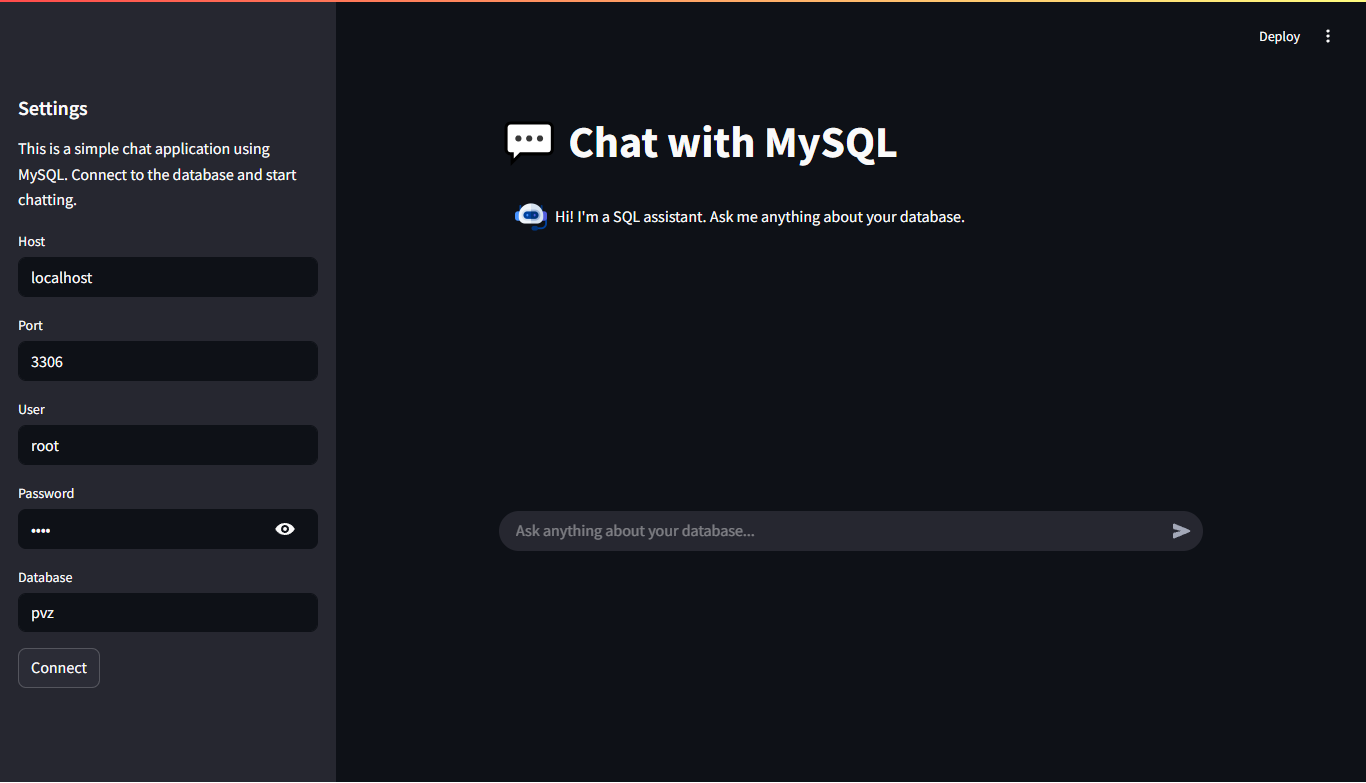 Deploy
Settings
This is a simple chat application using
MySQL. Connect to the database and start
chatting.
Host
localhost
Port
3306
User
root
Password
••••
Database
pvz
Connect
Chat with MySQL
Hi! I'm a SQL assistant. Ask me anything about your database.
Ask anything about your database...